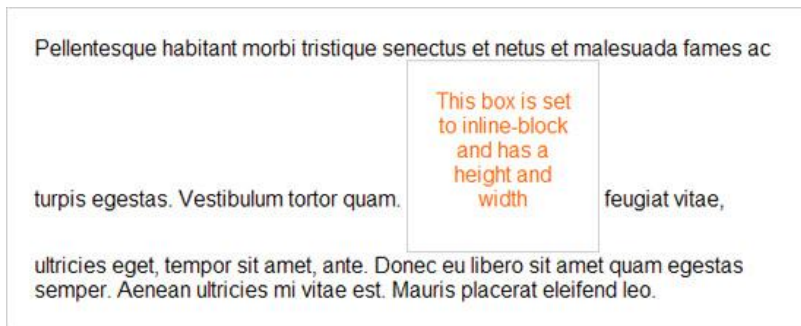 Pellentesque habitant morbi tristique senectus et netus et malesuada fames ac
This box is set
to inline-block
and has a
height and
turpis egestas. Vestibulum tortor quam. width feugiat vitae,
ultricies eget, tempor sit amet, ante. Donec eu libero sit amet quam egestas
semper. Aenean ultricies mi vitae est. Mauris placerat eleifend leo.